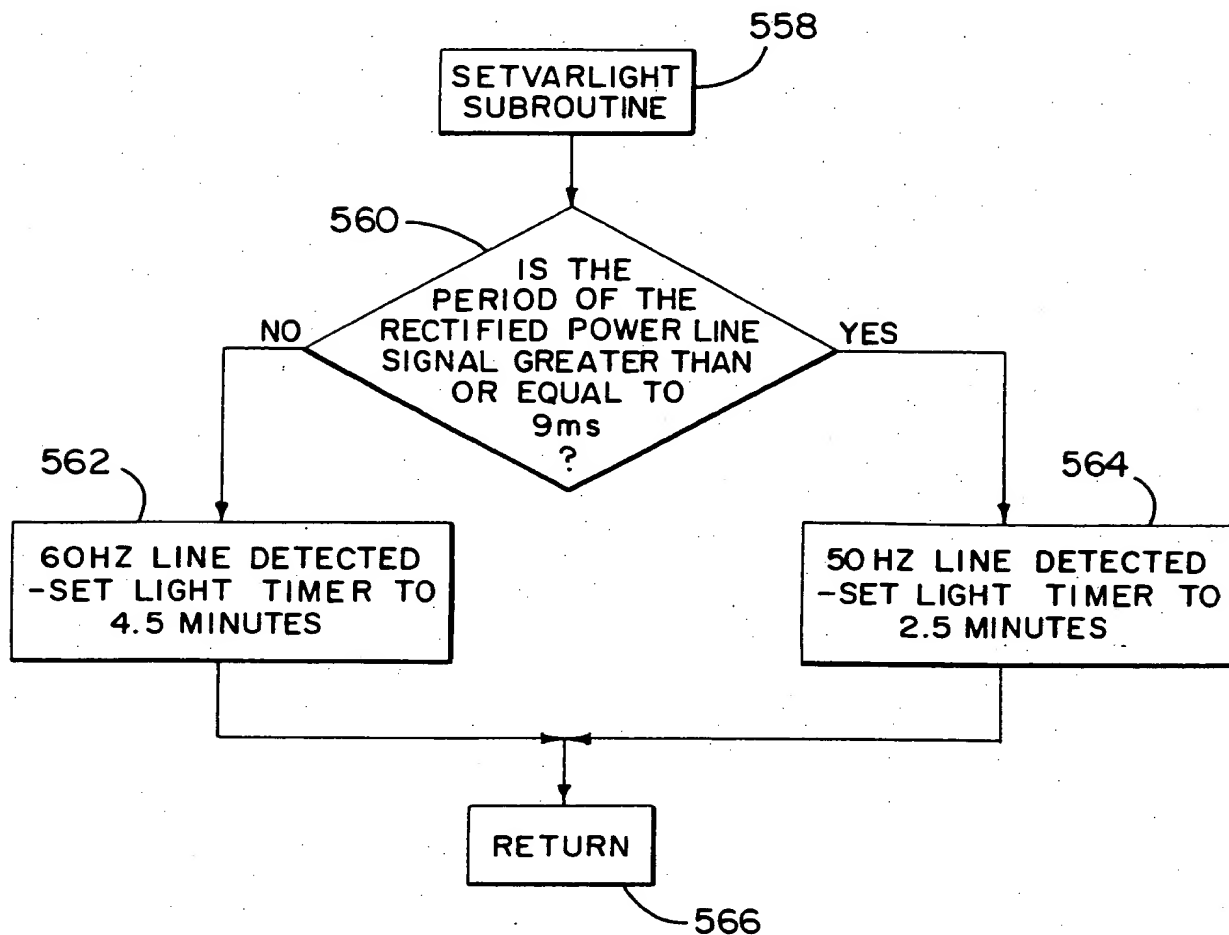 558
SETVARLIGHT
SUBROUTINE
560
IS THE
PERIOD OF THE
RECTIFIED POWER LINE
SIGNAL GREATER THAN
OR EQUAL TO
9ms
?
NO
YES
562
60HZ LINE DETECTED
-SET LIGHT TIMER TO
4.5 MINUTES
564
50HZ LINE DETECTED
-SET LIGHT TIMER TO
2.5 MINUTES
RETURN
566